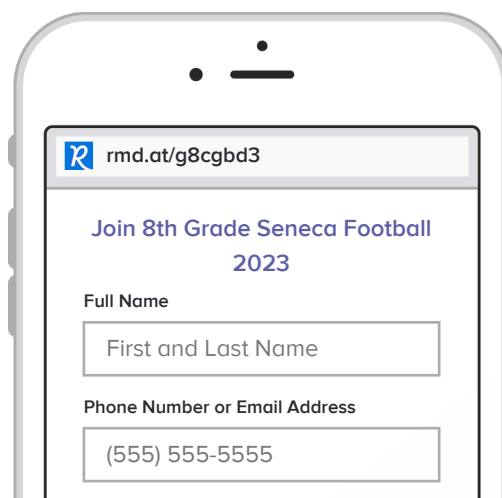 rmd.at/g8cgbd3
Join 8th Grade Seneca Football
2023
Full Name
First and Last Name
Phone Number or Email Address
(555) 555-5555